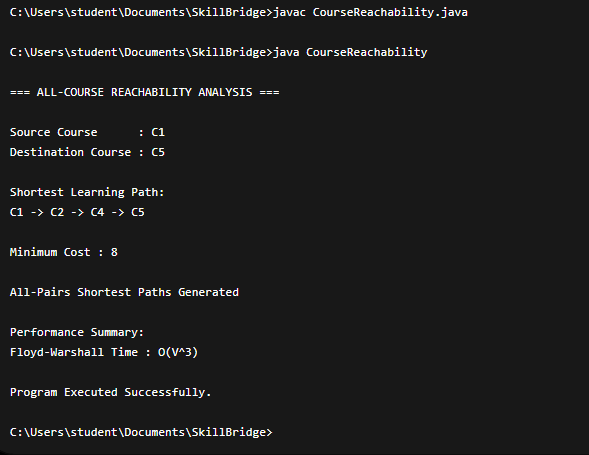 C:\Users\student\Documents\SkillBridge>javac CourseReachability.java
C:\Users\student\Documents\SkillBridge>java CourseReachability
=== ALL-COURSE REACHABILITY ANALYSIS ===
Source Course      : C1
Destination Course : C5
Shortest Learning Path:
C1 -> C2 -> C4 -> C5
Minimum Cost : 8
All-Pairs Shortest Paths Generated
Performance Summary:
Floyd-Warshall Time : O(V^3)
Program Executed Successfully.
C:\Users\student\Documents\SkillBridge>